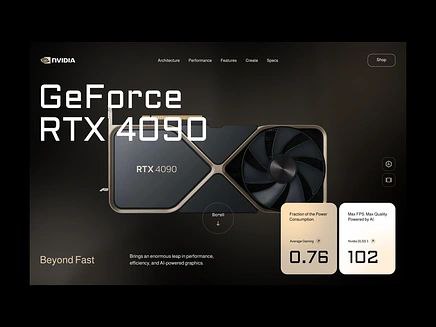 NVIDIA
Architecture Performance Features Create Specs
Shop
GeForce
RTX 4090
RTX 4090
Scroll
Fraction of the Power
Consumption
Average Gaming
0.76
Max FPS. Max Quality.
Powered by AI.
Nvidia DLSS 3
102
Beyond Fast
Brings an enormous leap in performance,
efficiency, and AI-powered graphics.